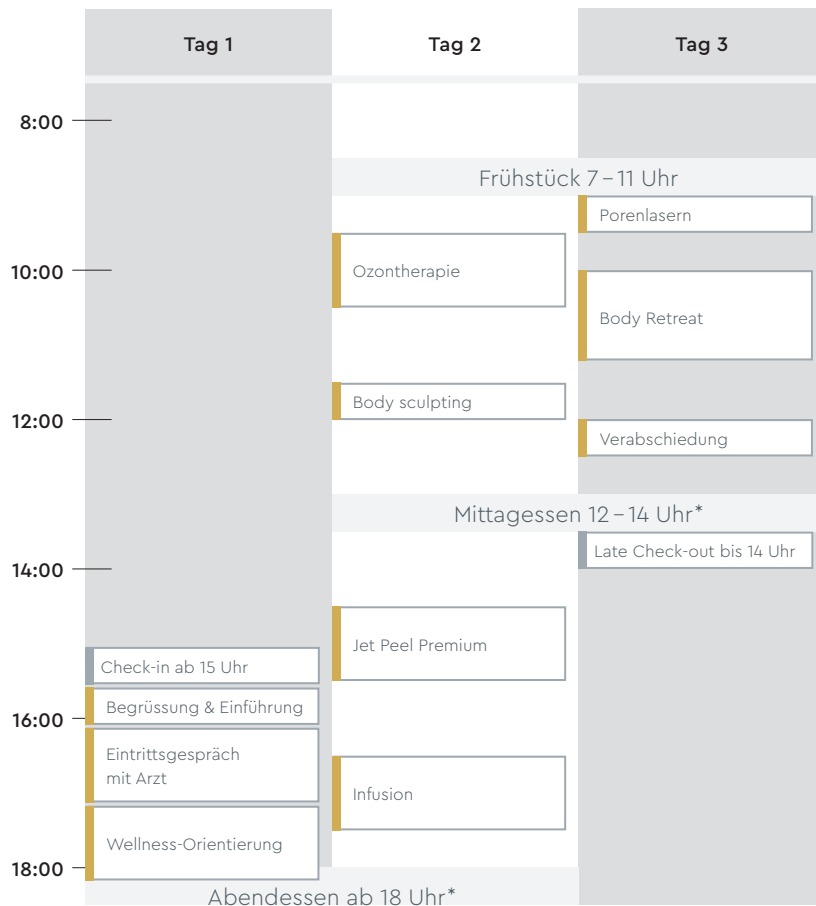 Tag 1
Tag 2
Tag 3
8:00
10:00
12:00
14:00
16:00
18:00
Frühstück 7 – 11 Uhr
Mittagessen 12 – 14 Uhr*
Abendessen ab 18 Uhr*
Check-in ab 15 Uhr
Begrüssung & Einführung
Eintrittsgespräch
mit Arzt
Wellness-Orientierung
Ozontherapie
Body sculpting
Jet Peel Premium
Infusion
Porenlasern
Body Retreat
Verabschiedung
Late Check-out bis 14 Uhr